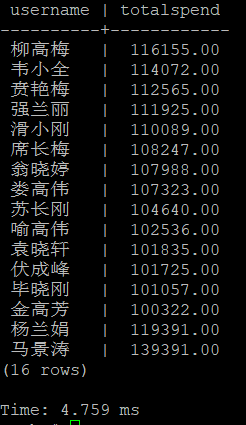 username | totalspend
----------+------------
柳高梅 | 116155.00
韦小全 | 114072.00
贲艳梅 | 112565.00
强兰丽 | 111925.00
滑小刚 | 110089.00
席长梅 | 108247.00
翁晓婷 | 107988.00
娄高伟 | 107323.00
苏长刚 | 104640.00
喻高伟 | 102536.00
袁晓轩 | 101835.00
伏成峰 | 101725.00
毕晓刚 | 101057.00
金高芳 | 100322.00
杨兰娟 | 119391.00
马景涛 | 139391.00
(16 rows)
Time: 4.759 ms